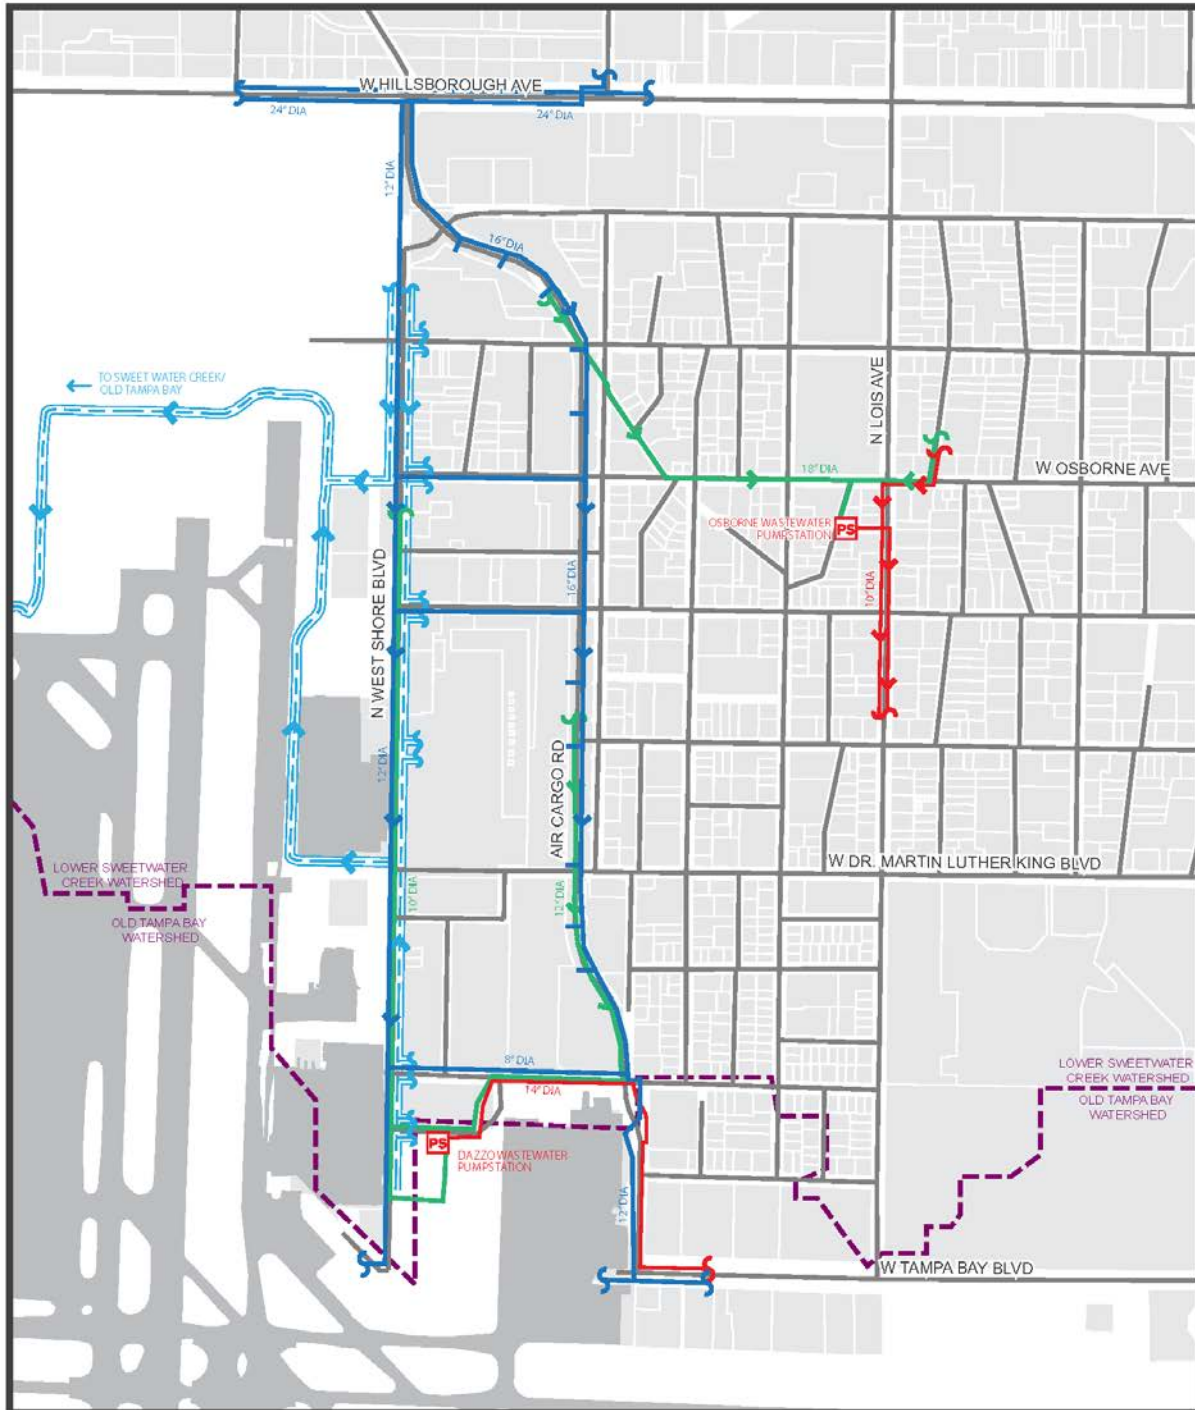 W HILLSBOROUGH AVE
24" DIA
24" DIA
12" DIA
16" DIA
TO SWEET WATER CREEK/
OLD TAMPA BAY
N LOIS AVE
18" DIA
W OSBORNE AVE
OSBORNE WASTEWATER
PUMPSTATION
PS
16" DIA
10" DIA
N WEST SHORE BLVD
12" DIA
AIR CARGO RD
W DR. MARTIN LUTHER KING BLVD
LOWER SWEETWATER
CREEK WATERSHED
OLD TAMPA BAY
WATERSHED
10" DIA
12" DIA
8" DIA
14" DIA
LOWER SWEETWATER
CREEK WATERSHED
OLD TAMPA BAY
WATERSHED
PS
DAZZO WASTEWATER
PUMPSTATION
12" DIA
W TAMPA BAY BLVD